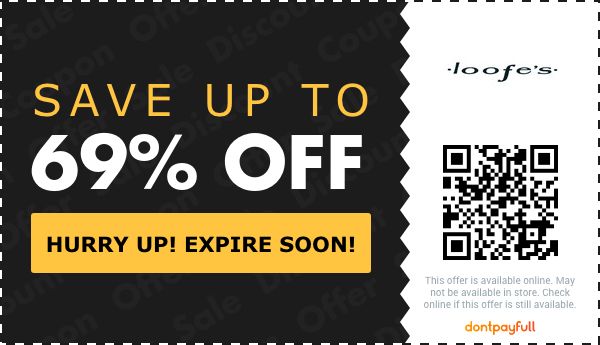 SAVE UP TO
69% OFF
HURRY UP! EXPIRE SOON!
·loofe's·
This offer is available online. May
not be available in store. Check
online if this offer is still available.
dontpayfull